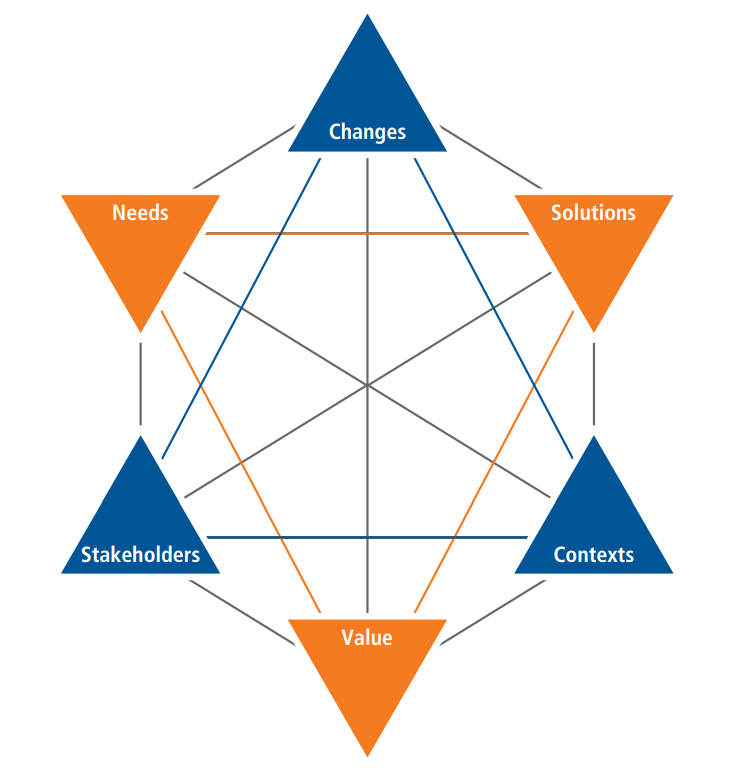 Changes
Needs
Solutions
Stakeholders
Contexts
Value